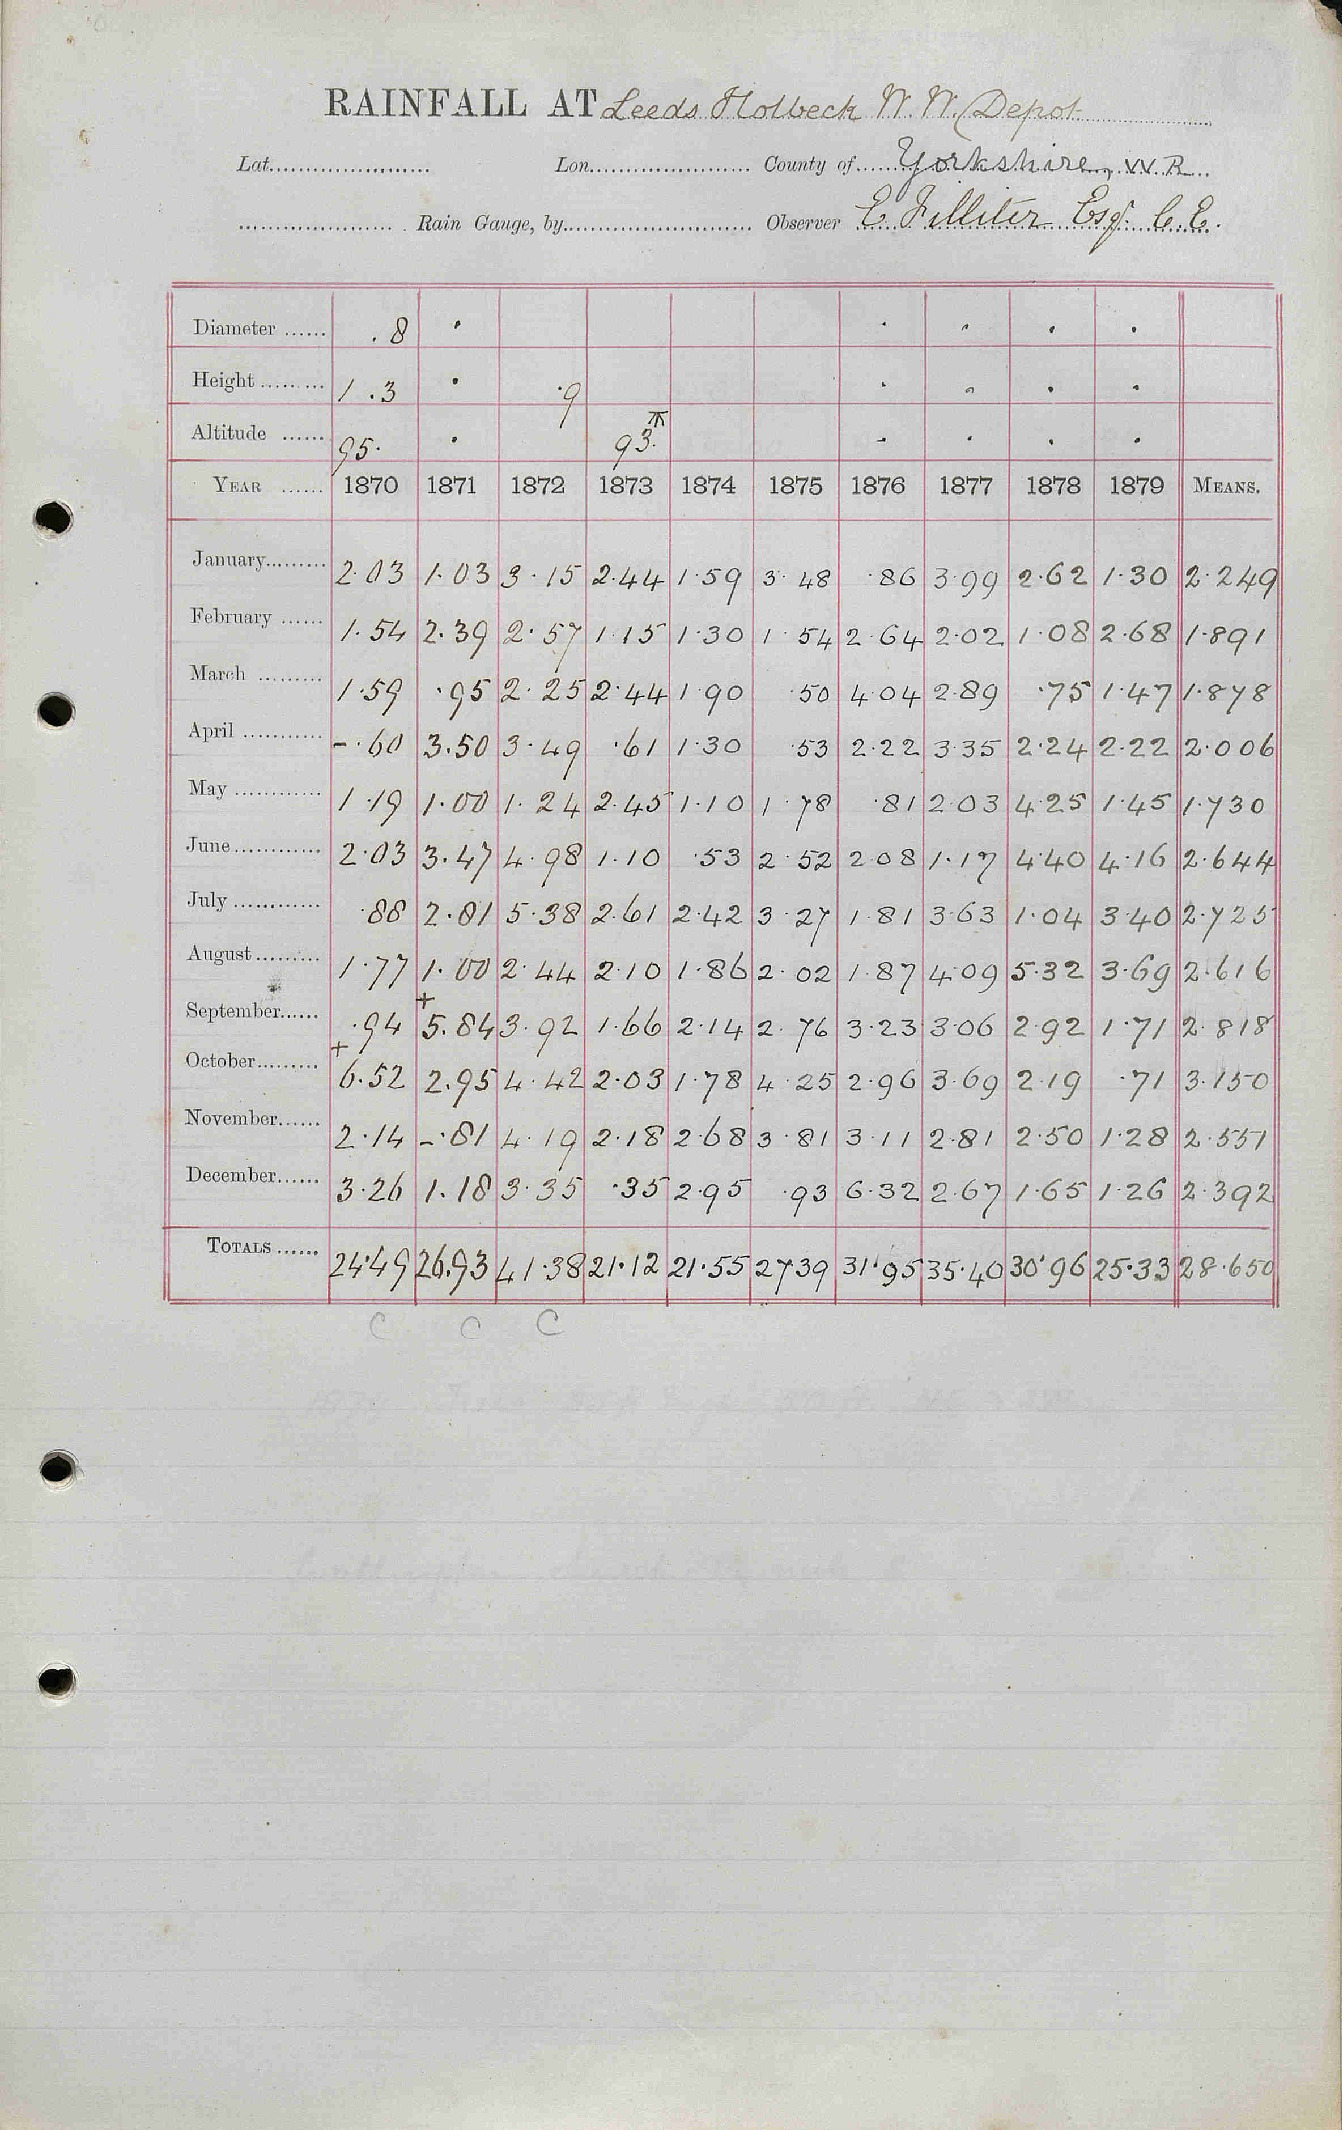 RAINFALL AT Leeds Holbeck W. W. Depot
Lat...................... Lon...................... County of Yorkshire, W.R.
...................... Rain Gauge, by...................... Observer E Filliter Esqr. C.E.
Diameter ...... .8 · · · · ·
Height ......... 1 .3 · ·9 · · · ·
Altitude ...... 95· · 93· · · · ·
YEAR ...... 1870 1871 1872 1873 1874 1875 1876 1877 1878 1879 MEANS.
January......... 2·03 1·03 3·15 2·44 1·59 3·48 ·86 3·99 2·62 1·30 2·249
February ...... 1·54 2·39 2·57 1·15 1·30 1·54 2·64 2·02 1·08 2·68 1·891
March ......... 1·59 ·95 2·25 2·44 1·90 ·50 4·04 2·89 ·75 1·47 1·878
April ............ -·60 3·50 3·49 ·61 1·30 ·53 2·22 3·35 2·24 2·22 2·006
May ............ 1·19 1·00 1·24 2·45 1·10 1·78 ·81 2·03 4·25 1·45 1·730
June ............ 2·03 3·47 4·98 1·10 ·53 2·52 2·08 1·17 4·40 4·16 2·644
July ............ ·88 2·81 5·38 2·61 2·42 3·27 1·81 3·63 1·04 3·40 2·725
August ......... 1·77 1·00 2·44 2·10 1·86 2·02 1·87 4·09 5·32 3·69 2·616
September...... ·94 +5.84 3·92 1·66 2·14 2·76 3·23 3·06 2·92 1·71 2·818
October......... +6.52 2.95 4·42 2·03 1·78 4·25 2·96 3·69 2·19 ·71 3·150
November...... 2·14 -·81 4·19 2·18 2·68 3·81 3·11 2·81 2·50 1·28 2·551
December...... 3·26 1.18 3·35 ·35 2·95 ·93 6·32 2·67 1·65 1·26 2·392
TOTALS ...... 24·49 26.93 41·38 21·12 21·55 27 39 31·95 35·40 30·96 25·33 28·650
C C C